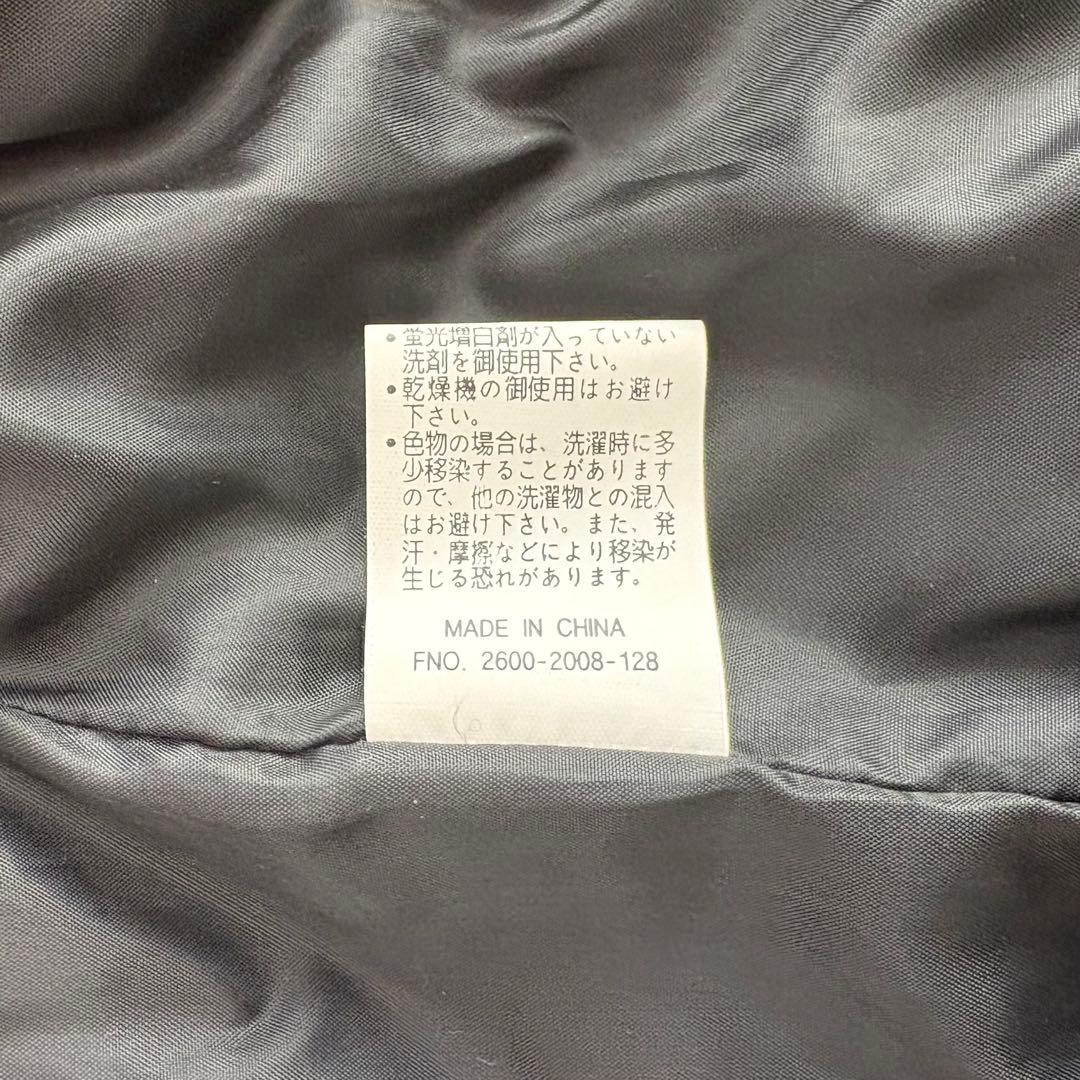 • 蛍光増白剤が入っていない
洗剤を御使用下さい。
• 乾燥機の御使用はお避け
下さい。
• 色物の場合は、洗濯時に多
少移染することがあります
ので、他の洗濯物との混入
はお避け下さい。また、発
汗・摩擦などにより移染が
生じる恐れがあります。
MADE IN CHINA
FNO. 2600-2008-128